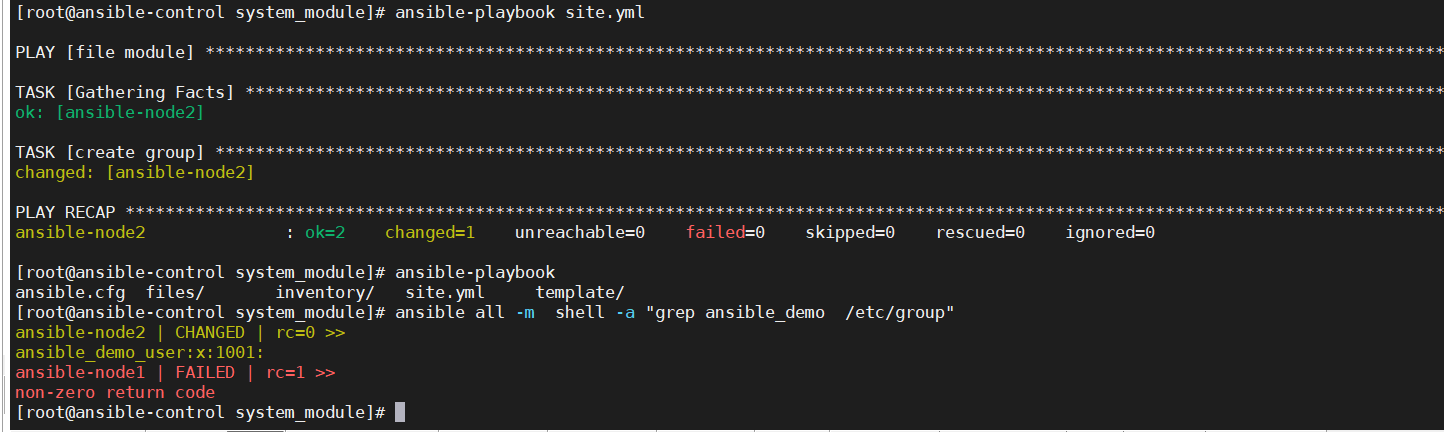 [root@ansible-control system_module]# ansible-playbook site.yml
PLAY [file module] ****************************************************************************************************************************
TASK [Gathering Facts] ************************************************************************************************************************
ok: [ansible-node2]
TASK [create group] ***************************************************************************************************************************
changed: [ansible-node2]
PLAY RECAP ************************************************************************************************************************************
ansible-node2              : ok=2    changed=1    unreachable=0    failed=0    skipped=0    rescued=0    ignored=0
[root@ansible-control system_module]# ansible-playbook
ansible.cfg  files/       inventory/   site.yml     template/
[root@ansible-control system_module]# ansible all -m  shell -a "grep ansible_demo  /etc/group"
ansible-node2 | CHANGED | rc=0 >>
ansible_demo_user:x:1001:
ansible-node1 | FAILED | rc=1 >>
non-zero return code
[root@ansible-control system_module]#